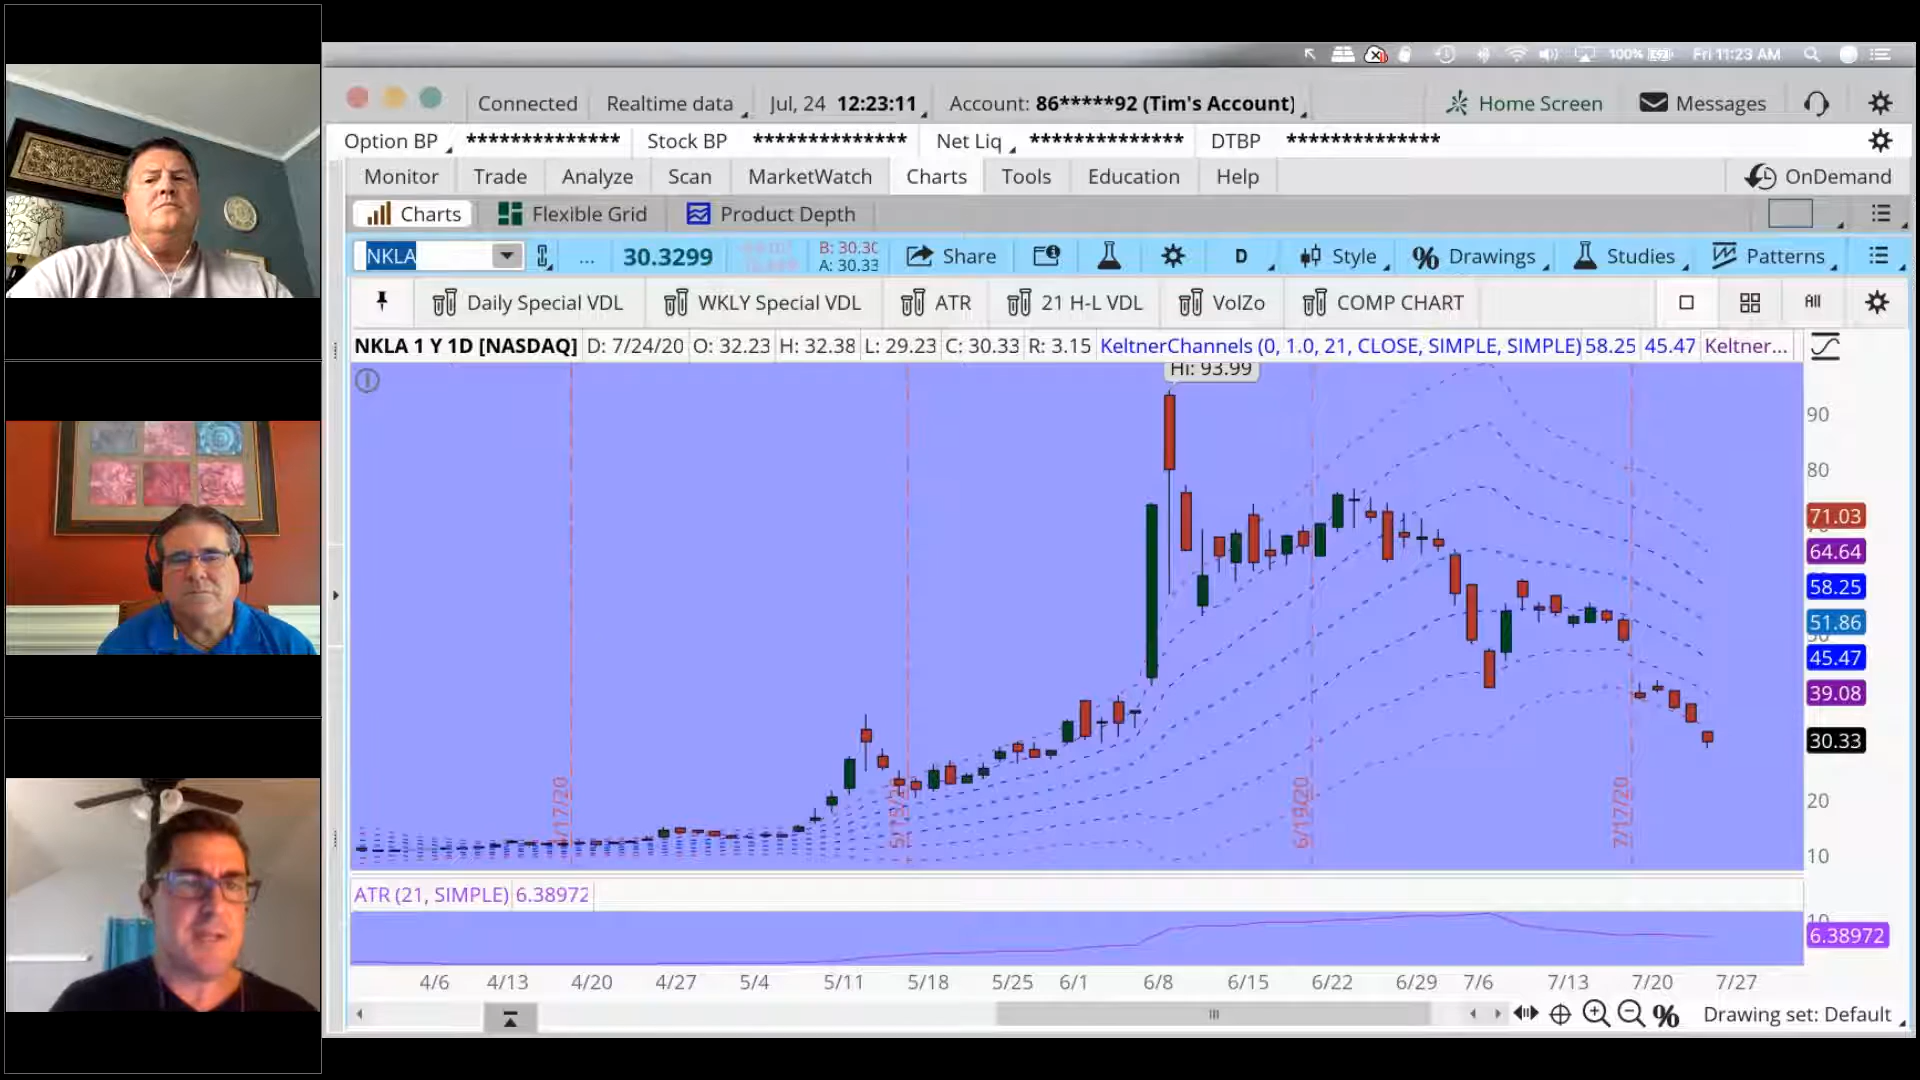 100% Fri 11:23 AM
Connected Realtime data Jul, 24 12:23:11 Account: 86*****92 (Tim's Account) Home Screen Messages
Option BP ************** Stock BP ************** Net Liq ************** DTBP **************
Monitor Trade Analyze Scan MarketWatch Charts Tools Education Help OnDemand
Charts Flexible Grid Product Depth
NKLA ... 30.3299 B: 30.30 A: 30.33 Share D Style Drawings Studies Patterns
Daily Special VDL WKLY Special VDL ATR 21 H-L VDL VolZo COMP CHART All
NKLA 1 Y 1D [NASDAQ] D: 7/24/20 O: 32.23 H: 32.38 L: 29.23 C: 30.33 R: 3.15 KeltnerChannels (0, 1.0, 21, CLOSE, SIMPLE, SIMPLE) 58.25 45.47 Keltner...
Hi: 93.99
90
80
71.03
64.64
58.25
51.86
45.47
39.08
30.33
20
10
5/15/20
6/19/20
7/17/20
ATR (21, SIMPLE) 6.38972
10
6.38972
4/6 4/13 4/20 4/27 5/4 5/11 5/18 5/25 6/1 6/8 6/15 6/22 6/29 7/6 7/13 7/20 7/27
Drawing set: Default